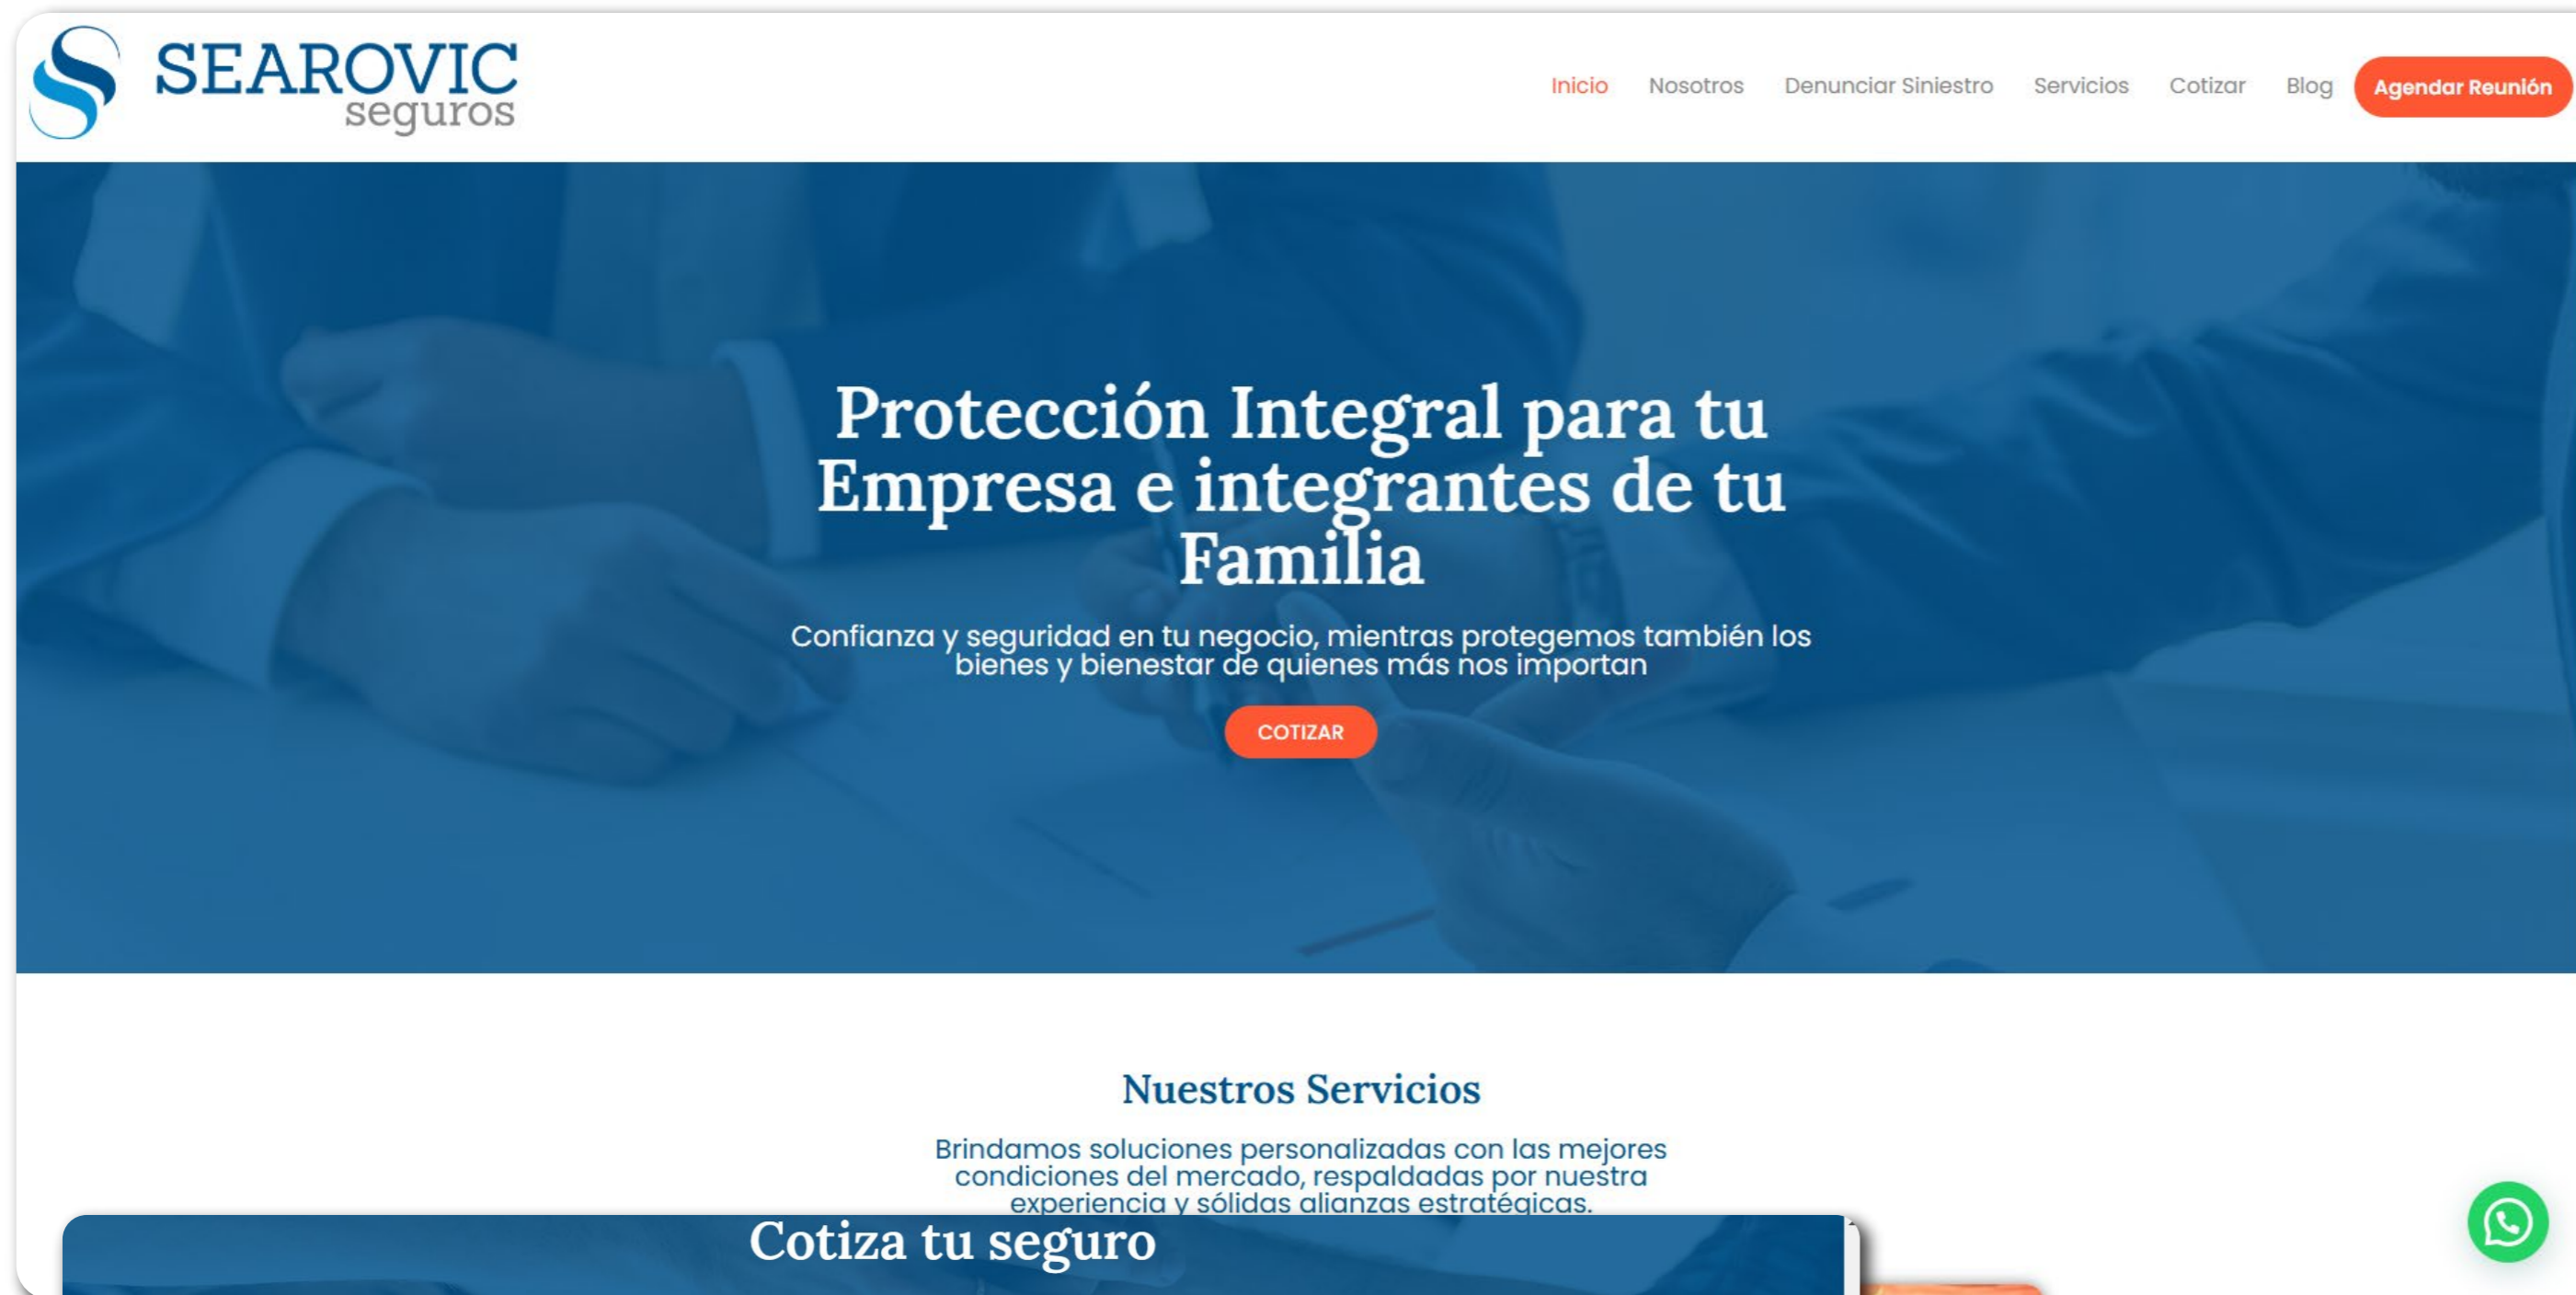 SEAROVIC
seguros
Inicio
Nosotros
Denunciar Siniestro
Servicios
Cotizar
Blog
Agendar Reunión
Protección Integral para tu
Empresa e integrantes de tu
Familia
Confianza y seguridad en tu negocio, mientras protegemos también los
bienes y bienestar de quienes más nos importan
COTIZAR
Nuestros Servicios
Brindamos soluciones personalizadas con las mejores
condiciones del mercado, respaldadas por nuestra
experiencia y sólidas alianzas estratégicas.
Cotiza tu seguro